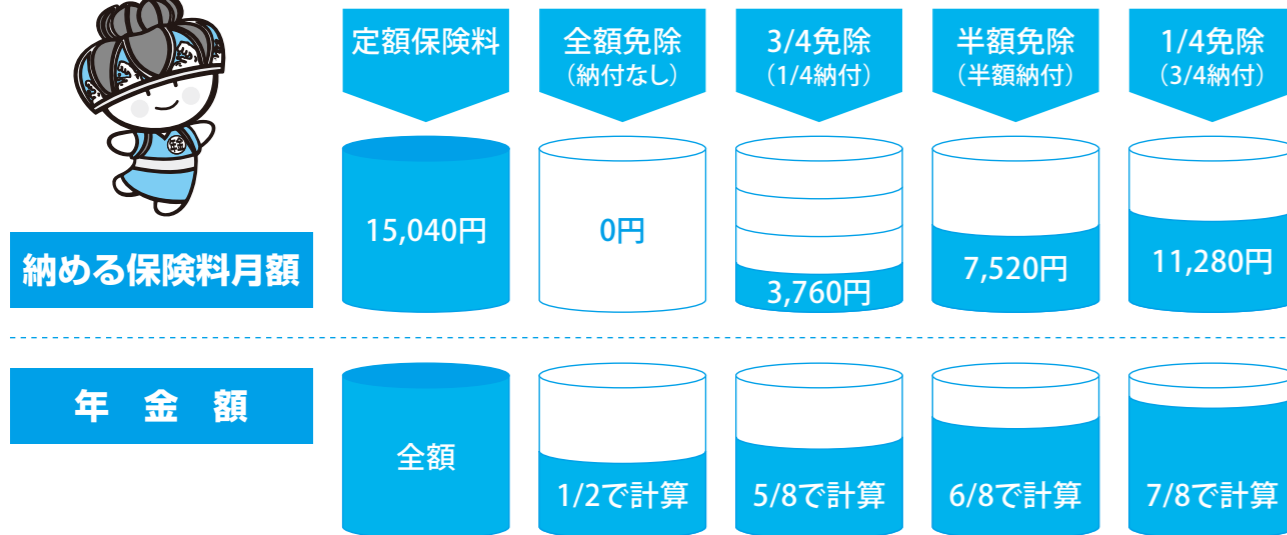 定額保険料
全額免除
（納付なし）
3/4免除
（1/4納付）
半額免除
（半額納付）
1/4免除
（3/4納付）
納める保険料月額
15,040円
0円
3,760円
7,520円
11,280円
年金額
全額
1/2で計算
5/8で計算
6/8で計算
7/8で計算